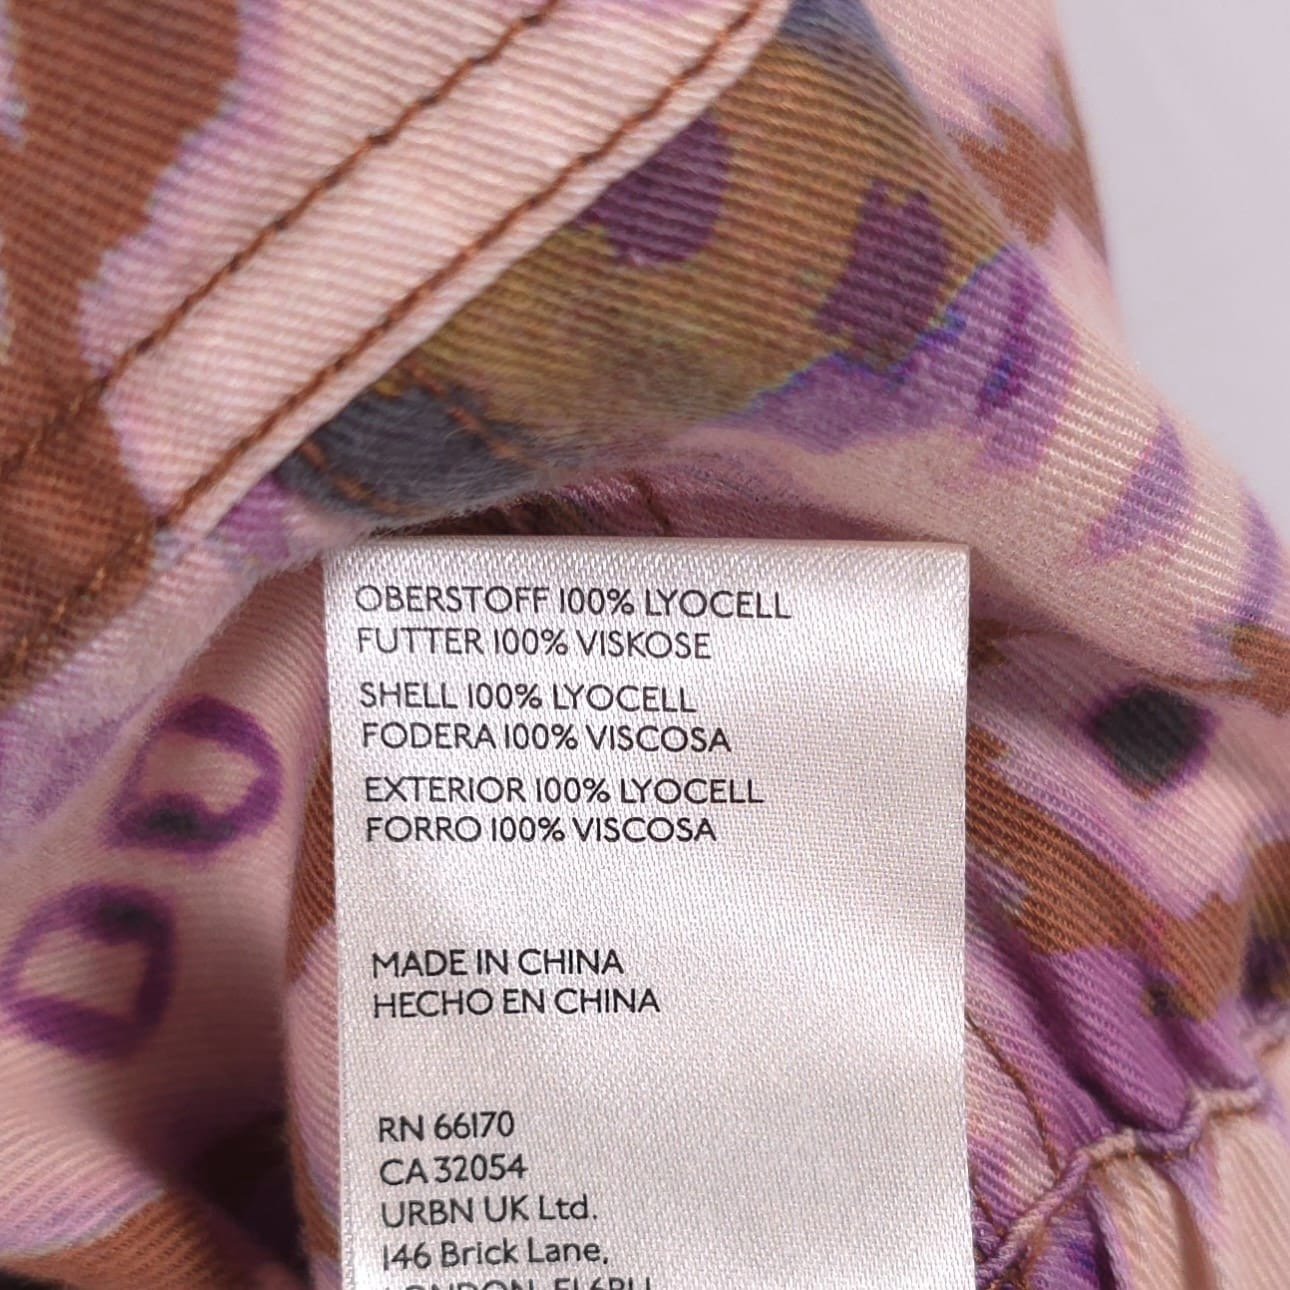 OBERSTOFF 100% LYOCELL
FUTTER 100% VISKOSE
SHELL 100% LYOCELL
FODERA 100% VISCOSA
EXTERIOR 100% LYOCELL
FORRO 100% VISCOSA
MADE IN CHINA
HECHO EN CHINA
RN 66170
CA 32054
URBN UK Ltd.
146 Brick Lane,
LONDON,